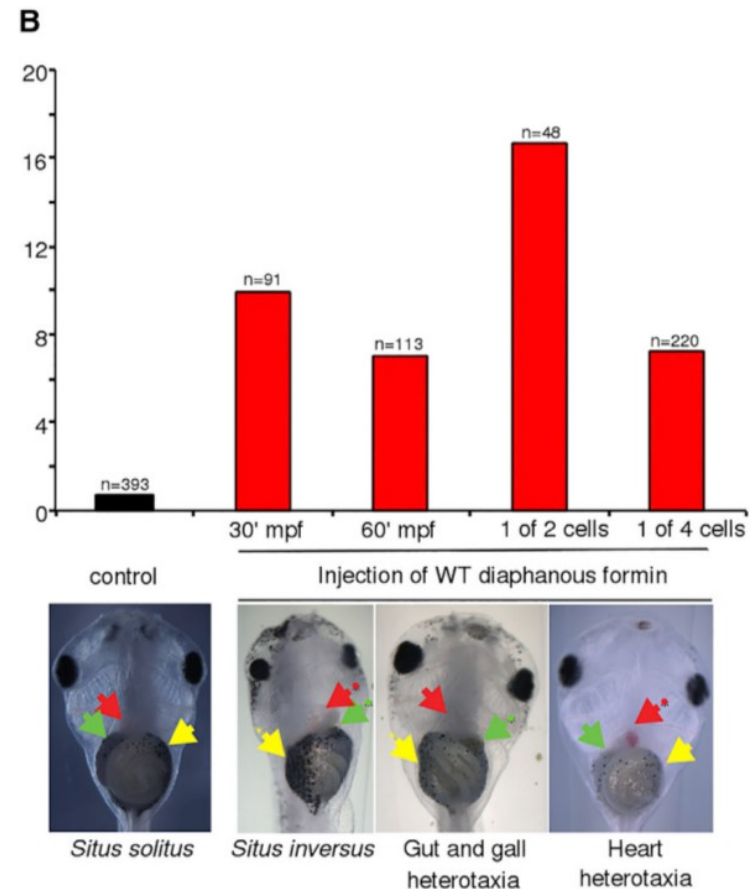 B
20
16
12
8
4
0
n=393
n=91
n=113
n=48
n=220
30' mpf 60' mpf 1 of 2 cells 1 of 4 cells
control Injection of WT diaphanous formin
Situs solitus Situs inversus Gut and gall Heart
heterotaxia heterotaxia